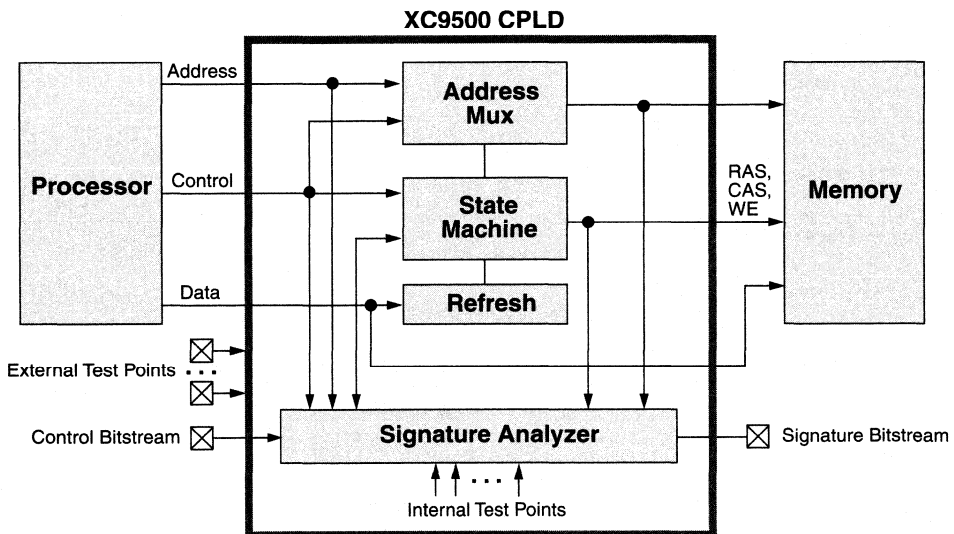 XC9500 CPLD
Address
Address
Mux
Processor
Control
State
Machine
RAS,
CAS,
WE
Memory
Data
Refresh
External Test Points
Control Bitstream
Signature Analyzer
Signature Bitstream
Internal Test Points